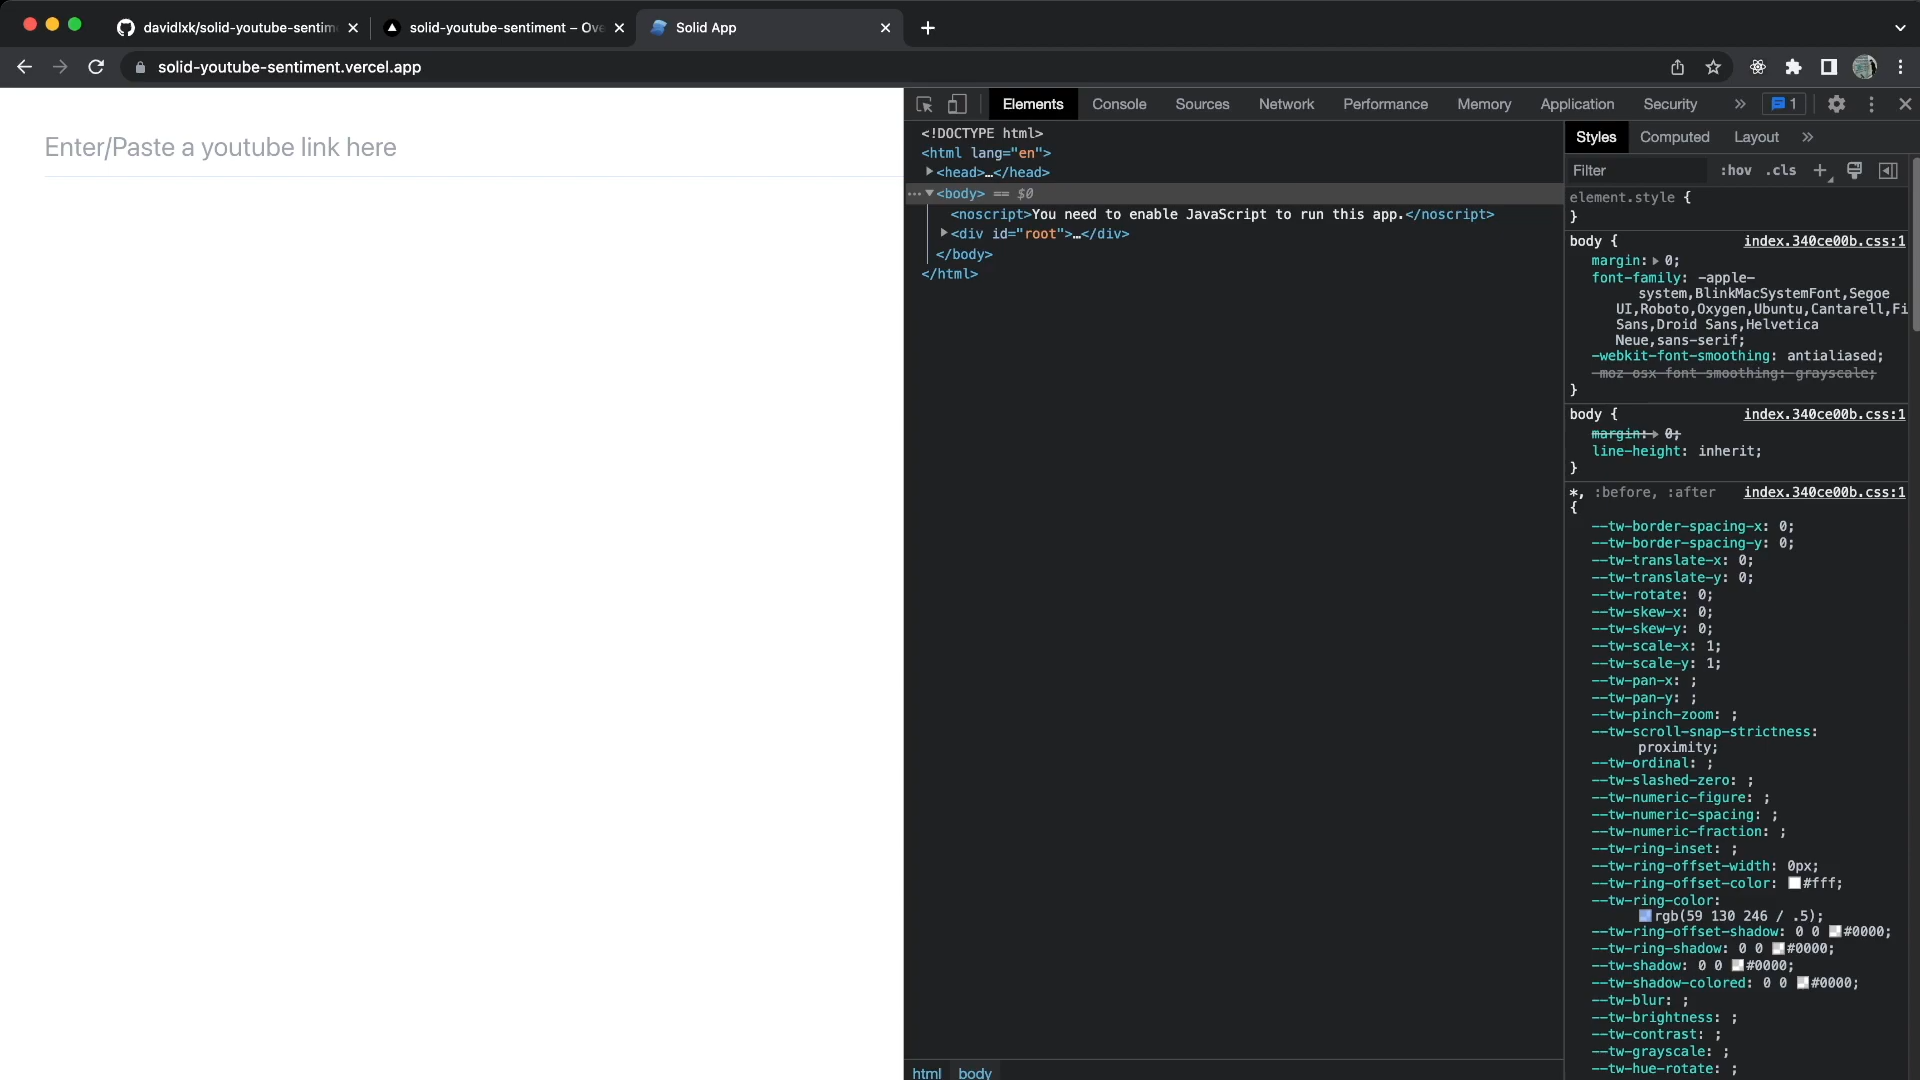 davidlxk/solid-youtube-sentim
solid-youtube-sentiment – Ove
Solid App
solid-youtube-sentiment.vercel.app
Enter/Paste a youtube link here
Elements Console Sources Network Performance Memory Application Security » 1
<!DOCTYPE html>
<html lang="en">
<head>…</head>
<body> == $0
<noscript>You need to enable JavaScript to run this app.</noscript>
<div id="root">…</div>
</body>
</html>
html body
Styles Computed Layout »
Filter :hov .cls
element.style {
}
body { index.340ce00b.css:1
margin: 0;
font-family: -apple-
system,BlinkMacSystemFont,Segoe
UI,Roboto,Oxygen,Ubuntu,Cantarell,Fi
Sans,Droid Sans,Helvetica
Neue,sans-serif;
-webkit-font-smoothing: antialiased;
-moz-osx-font-smoothing: grayscale;
}
body { index.340ce00b.css:1
margin: 0;
line-height: inherit;
}
*, :before, :after index.340ce00b.css:1
{
--tw-border-spacing-x: 0;
--tw-border-spacing-y: 0;
--tw-translate-x: 0;
--tw-translate-y: 0;
--tw-rotate: 0;
--tw-skew-x: 0;
--tw-skew-y: 0;
--tw-scale-x: 1;
--tw-scale-y: 1;
--tw-pan-x: ;
--tw-pan-y: ;
--tw-pinch-zoom: ;
--tw-scroll-snap-strictness:
proximity;
--tw-ordinal: ;
--tw-slashed-zero: ;
--tw-numeric-figure: ;
--tw-numeric-spacing: ;
--tw-numeric-fraction: ;
--tw-ring-inset: ;
--tw-ring-offset-width: 0px;
--tw-ring-offset-color: #fff;
--tw-ring-color:
rgb(59 130 246 / .5);
--tw-ring-offset-shadow: 0 0 #0000;
--tw-ring-shadow: 0 0 #0000;
--tw-shadow: 0 0 #0000;
--tw-shadow-colored: 0 0 #0000;
--tw-blur: ;
--tw-brightness: ;
--tw-contrast: ;
--tw-grayscale: ;
--tw-hue-rotate: ;